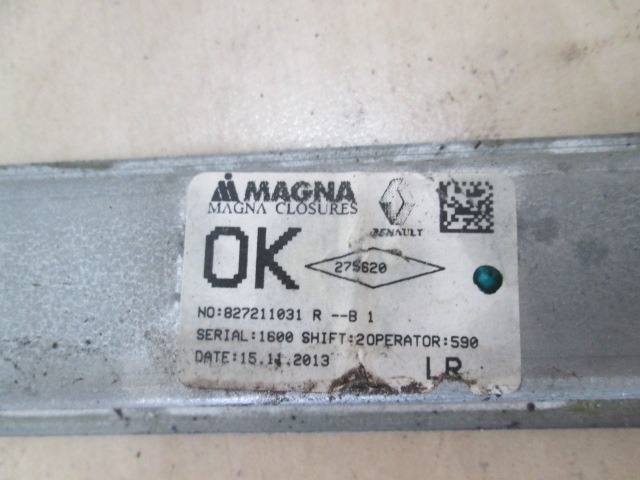 MAGNA
MAGNA CLOSURES
RENAULT
OK
275620
NO:827211031 R --B 1
SERIAL:1600 SHIFT:2OPERATOR:590
DATE:15.11.2013
LR